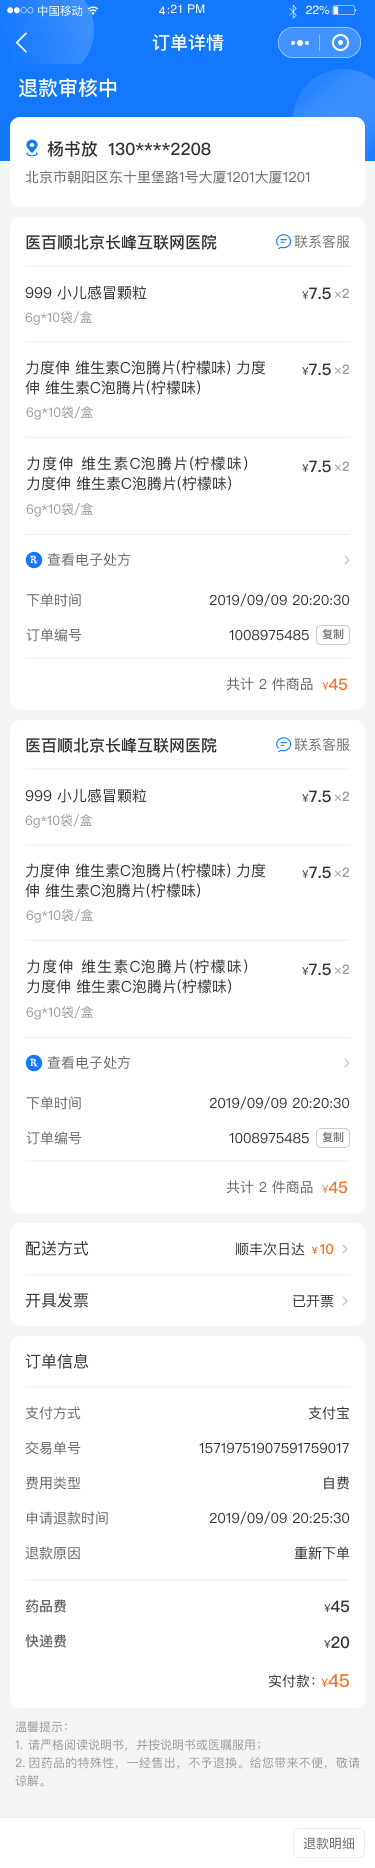 中国移动 4:21 PM 22%
订单详情
退款审核中
杨书放 130****2208
北京市朝阳区东十里堡路1号大厦1201大厦1201
医百顺北京长峰互联网医院 联系客服
999 小儿感冒颗粒 ¥7.5 ×2
6g*10袋/盒
力度伸 维生素C泡腾片(柠檬味) 力度 ¥7.5 ×2
伸 维生素C泡腾片(柠檬味)
6g*10袋/盒
力度伸 维生素C泡腾片(柠檬味) ¥7.5 ×2
力度伸 维生素C泡腾片(柠檬味)
6g*10袋/盒
R 查看电子处方
下单时间 2019/09/09 20:20:30
订单编号 1008975485 复制
共计 2 件商品 ¥45
医百顺北京长峰互联网医院 联系客服
999 小儿感冒颗粒 ¥7.5 ×2
6g*10袋/盒
力度伸 维生素C泡腾片(柠檬味) 力度 ¥7.5 ×2
伸 维生素C泡腾片(柠檬味)
6g*10袋/盒
力度伸 维生素C泡腾片(柠檬味) ¥7.5 ×2
力度伸 维生素C泡腾片(柠檬味)
6g*10袋/盒
R 查看电子处方
下单时间 2019/09/09 20:20:30
订单编号 1008975485 复制
共计 2 件商品 ¥45
配送方式 顺丰次日达 ¥10
开具发票 已开票
订单信息
支付方式 支付宝
交易单号 15719751907591759017
费用类型 自费
申请退款时间 2019/09/09 20:25:30
退款原因 重新下单
药品费 ¥45
快递费 ¥20
实付款：¥45
温馨提示：
1. 请严格阅读说明书，并按说明书或医嘱服用；
2. 因药品的特殊性，一经售出，不予退换。给您带来不便，敬请
谅解。
退款明细